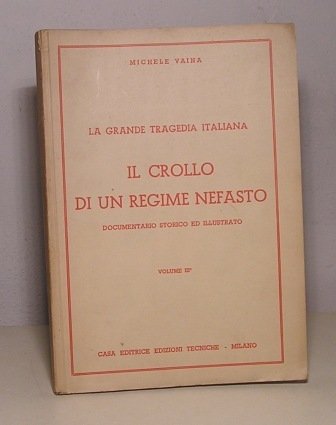 MICHELE VAINA
LA GRANDE TRAGEDIA ITALIANA
IL CROLLO
DI UN REGIME NEFASTO
DOCUMENTARIO STORICO ED ILLUSTRATO
VOLUME III°
CASA EDITRICE EDIZIONI TECNICHE - MILANO